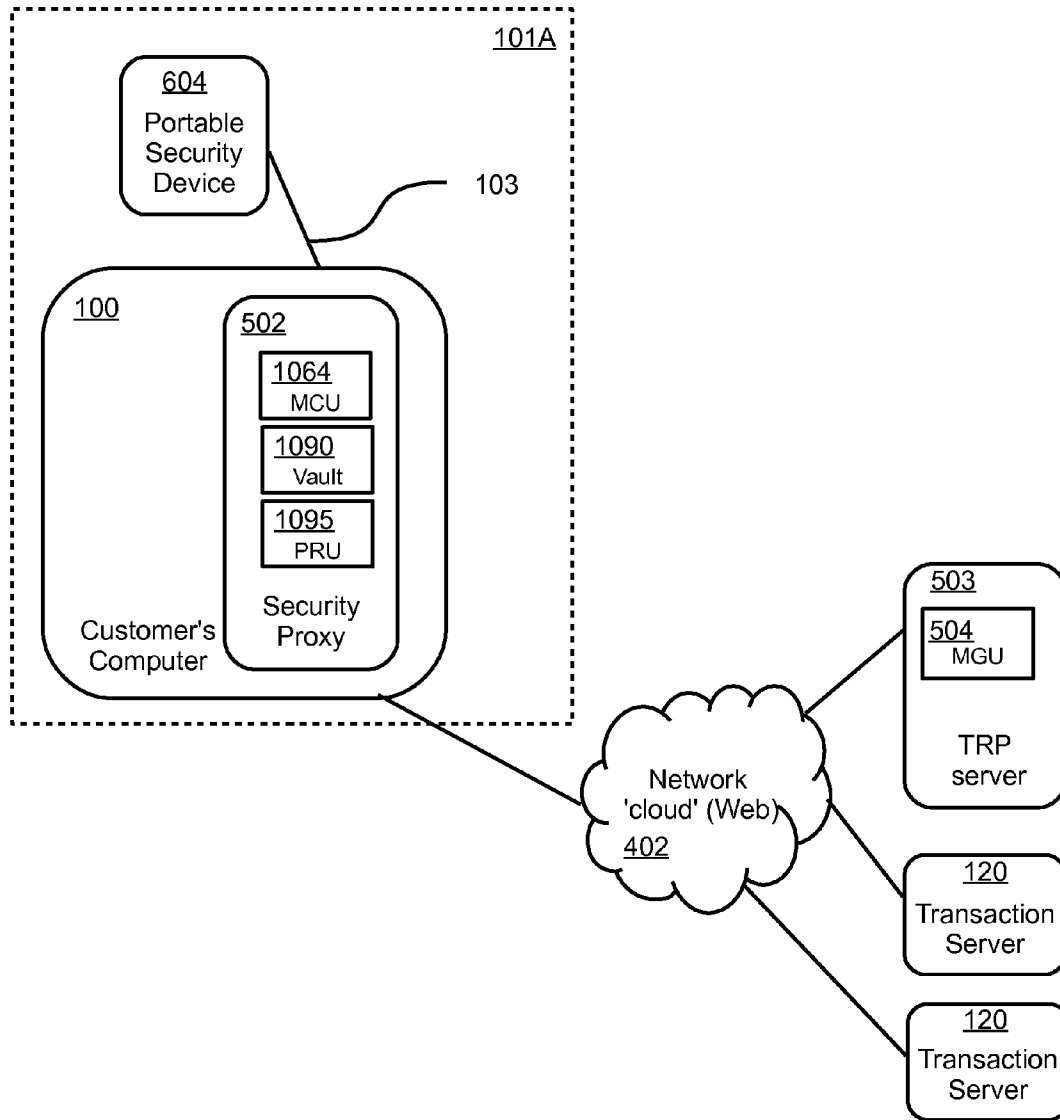 101A
604
Portable
Security
Device
103
100
502
1064
MCU
1090
Vault
1095
PRU
Security
Proxy
Customer's
Computer
503
504
MGU
TRP
server
Network
'cloud' (Web)
402
120
Transaction
Server
120
Transaction
Server